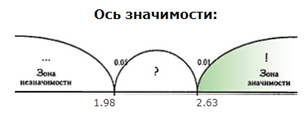 Ось значимости:
... ? !
0.05 0.01
Зона незначимости
Зона значимости
1.98 2.63